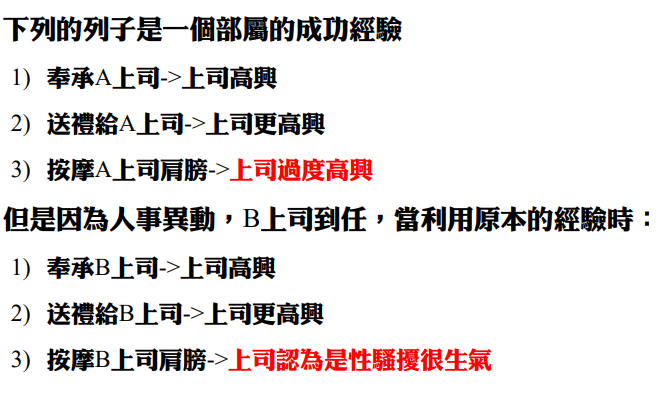 下列的列子是一個部屬的成功經驗
1) 奉承A上司->上司高興
2) 送禮給A上司->上司更高興
3) 按摩A上司肩膀->上司過度高興
但是因為人事異動，B上司到任，當利用原本的經驗時：
1) 奉承B上司->上司高興
2) 送禮給B上司->上司更高興
3) 按摩B上司肩膀->上司認為是性騷擾很生氣